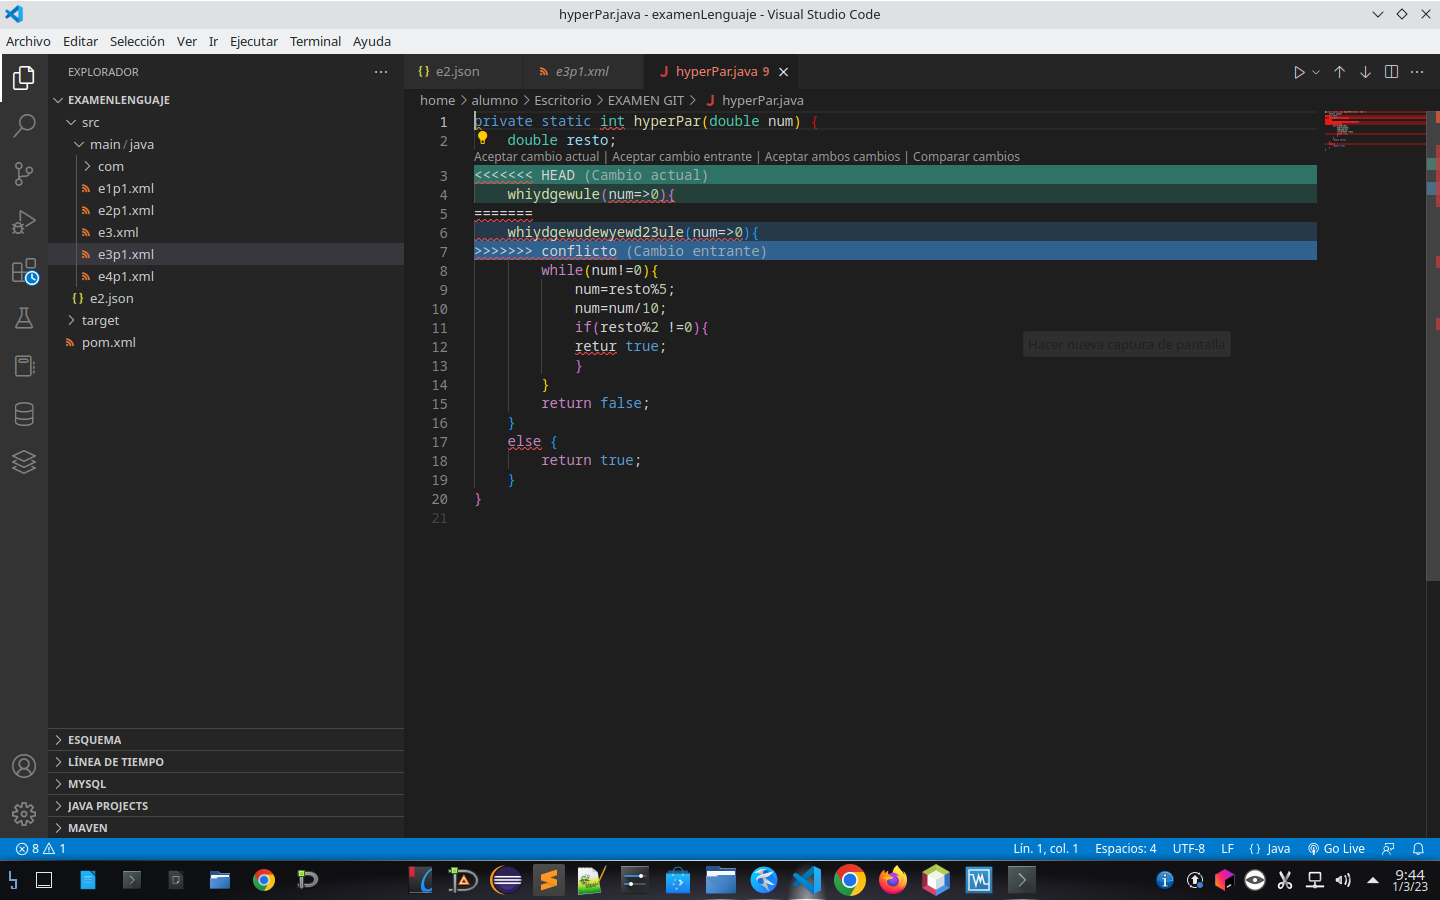 hyperPar.java - examenLenguaje - Visual Studio Code
Archivo Editar Selección Ver Ir Ejecutar Terminal Ayuda
EXPLORADOR
EXAMENLENGUAJE
src
main / java
com
e1p1.xml
e2p1.xml
e3.xml
e3p1.xml
e4p1.xml
{} e2.json
target
pom.xml
ESQUEMA
LÍNEA DE TIEMPO
MYSQL
JAVA PROJECTS
MAVEN
{} e2.json e3p1.xml J hyperPar.java 9
home > alumno > Escritorio > EXAMEN GIT > J hyperPar.java
1 private static int hyperPar(double num) {
2 double resto;
Aceptar cambio actual | Aceptar cambio entrante | Aceptar ambos cambios | Comparar cambios
3 <<<<<<< HEAD (Cambio actual)
4 whiydgewule(num=>0){
5 =======
6 whiydgewudewyewd23ule(num=>0){
7 >>>>>>> conflicto (Cambio entrante)
8 while(num!=0){
9 num=resto%5;
10 num=num/10;
11 if(resto%2 !=0){
12 retur true;
13 }
14 }
15 return false;
16 }
17 else {
18 return true;
19 }
20 }
21
Hacer nueva captura de pantalla
8 1 Lín. 1, col. 1 Espacios: 4 UTF-8 LF {} Java Go Live
9:44
1/3/23